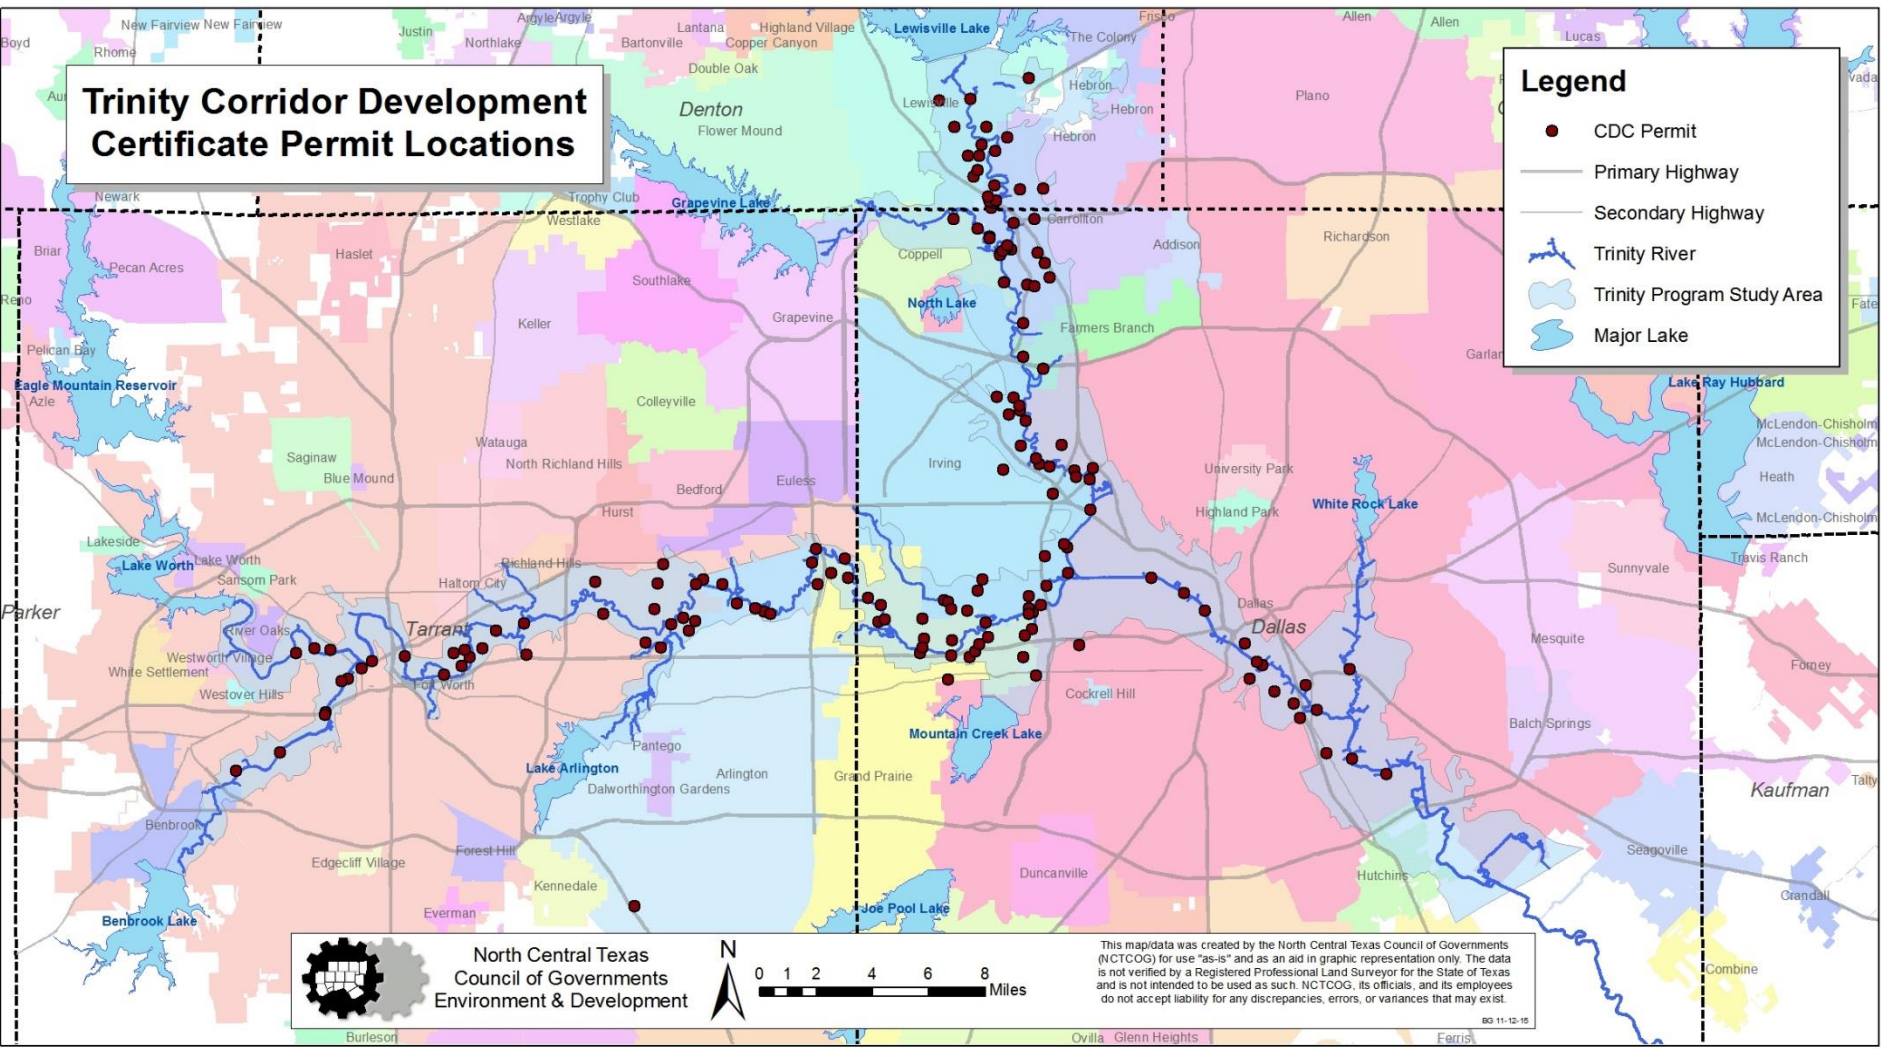 New Fairview New Fairview
Argyle Argyle
Frisco
Allen
Allen
Boyd
Rhome
Justin
Northlake
Lantana
Bartonville
Copper Canyon
Highland Village
Lewisville Lake
The Colony
Lucas
Double Oak
Trinity Corridor Development
Certificate Permit Locations
Denton
Flower Mound
Lewisville
Hebron
Hebron
Hebron
Plano
Legend
CDC Permit
Primary Highway
Secondary Highway
Trinity River
Trinity Program Study Area
Major Lake
Newark
Trophy Club
Grapevine Lake
Westlake
Carrollton
Briar
Pecan Acres
Haslet
Southlake
Coppell
Addison
Richardson
Reno
North Lake
Keller
Grapevine
Farmers Branch
Fate
Pelican Bay
Eagle Mountain Reservoir
Azle
Colleyville
Lake Ray Hubbard
McLendon-Chisholm
McLendon-Chisholm
Watauga
North Richland Hills
Saginaw
Blue Mound
Irving
University Park
Heath
Bedford
Euless
Hurst
Highland Park
White Rock Lake
McLendon-Chisholm
Lakeside
Lake Worth
Lake Worth
Sansom Park
Richland Hills
Haltom City
Travis Ranch
Sunnyvale
Parker
River Oaks
Tarrant
Dallas
Dallas
Mesquite
Westworth Village
White Settlement
Westover Hills
Fort Worth
Cockrell Hill
Forney
Balch Springs
Mountain Creek Lake
Pantego
Lake Arlington
Arlington
Dalworthington Gardens
Grand Prairie
Kaufman
Benbrook
Forest Hill
Edgecliff Village
Kennedale
Duncanville
Hutchins
Seagoville
Crandall
Everman
Benbrook Lake
Joe Pool Lake
Combine
North Central Texas
Council of Governments
Environment & Development
N
0 1 2 4 6 8
Miles
This map/data was created by the North Central Texas Council of Governments
(NCTCOG) for use "as-is" and as an aid in graphic representation only. The data
is not verified by a Registered Professional Land Surveyor for the State of Texas
and is not intended to be used as such. NCTCOG, its officials, and its employees
do not accept liability for any discrepancies, errors, or variances that may exist.
BG 11-12-15
Burleson
Ovilla
Glenn Heights
Ferris